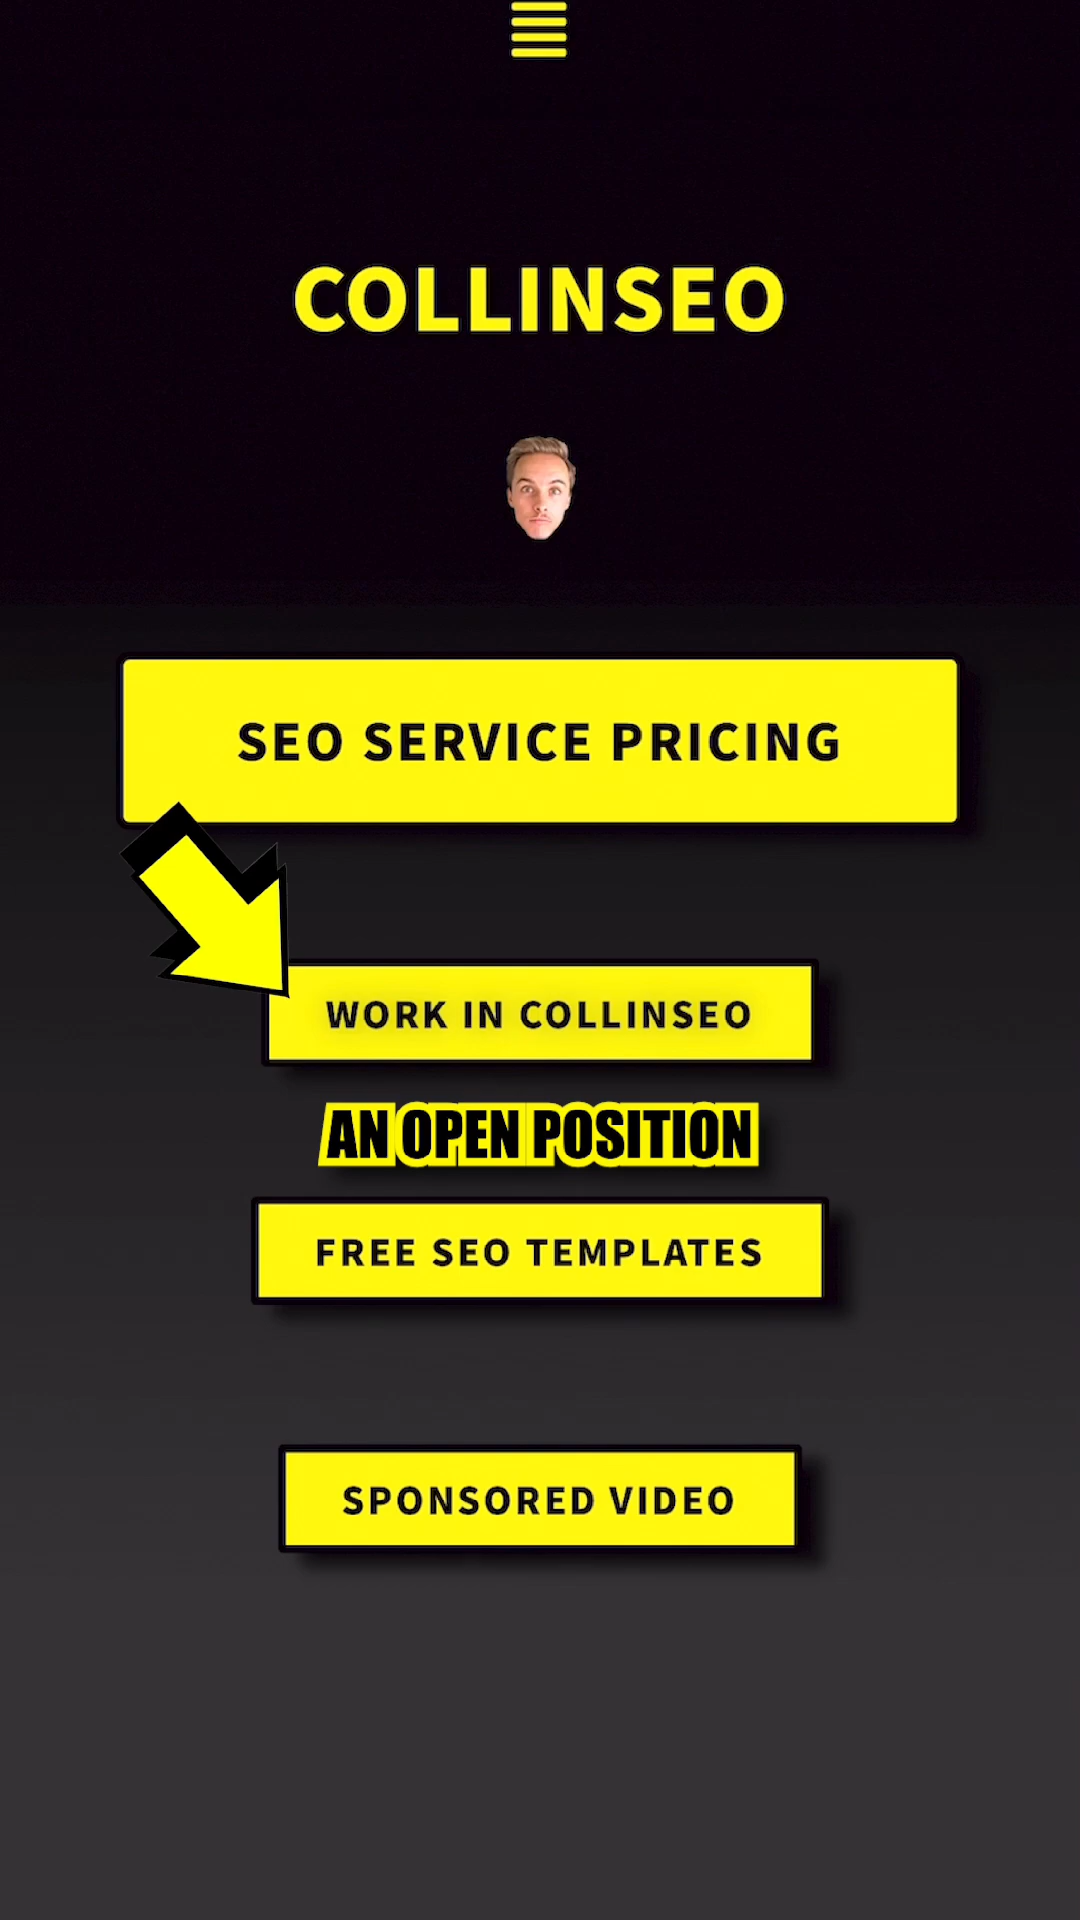 COLLINSEO
SEO SERVICE PRICING
WORK IN COLLINSEO
AN OPEN POSITION
FREE SEO TEMPLATES
SPONSORED VIDEO